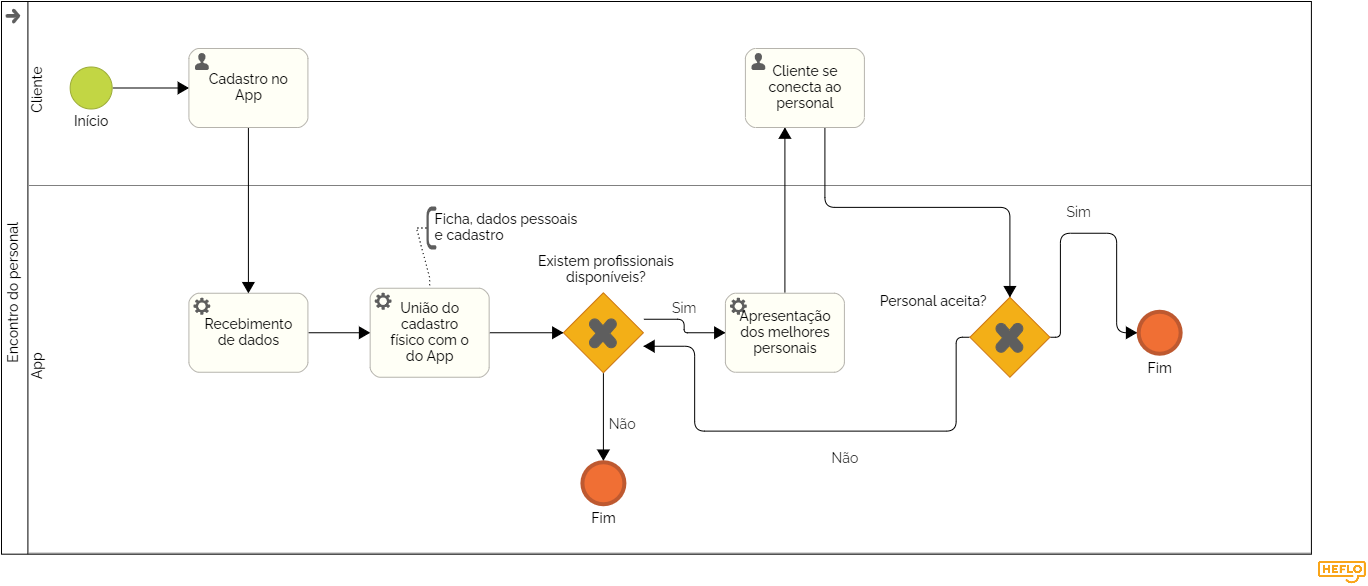 Encontro do personal
Cliente
Início
Cadastro no
App
Cliente se
conecta ao
personal
App
Recebimento
de dados
Ficha, dados pessoais
e cadastro
União do
cadastro
físico com o
do App
Existem profissionais
disponíveis?
Sim
Não
Fim
Apresentação
dos melhores
personais
Personal aceita?
Sim
Não
Fim
HEFLO